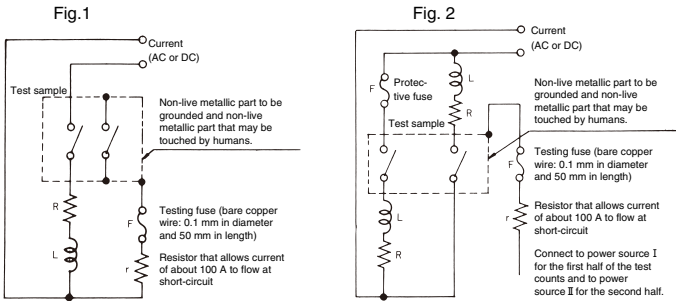 Fig.1
Current
(AC or DC)
Test sample
Non-live metallic part to be
grounded and non-live
metallic part that may be
touched by humans.
R
L
F
r
Testing fuse (bare copper
wire: 0.1 mm in diameter
and 50 mm in length)
Resistor that allows current
of about 100 A to flow at
short-circuit
Fig. 2
Current
(AC or DC)
F
Protec-
tive fuse
L
R
Test sample
Non-live metallic part to be
grounded and non-live
metallic part that may be
touched by humans.
F
Testing fuse (bare copper
wire: 0.1 mm in diameter
and 50 mm in length)
L
R
r
Resistor that allows current
of about 100 A to flow at
short-circuit
Connect to power source I
for the first half of the test
counts and to power
source II for the second half.